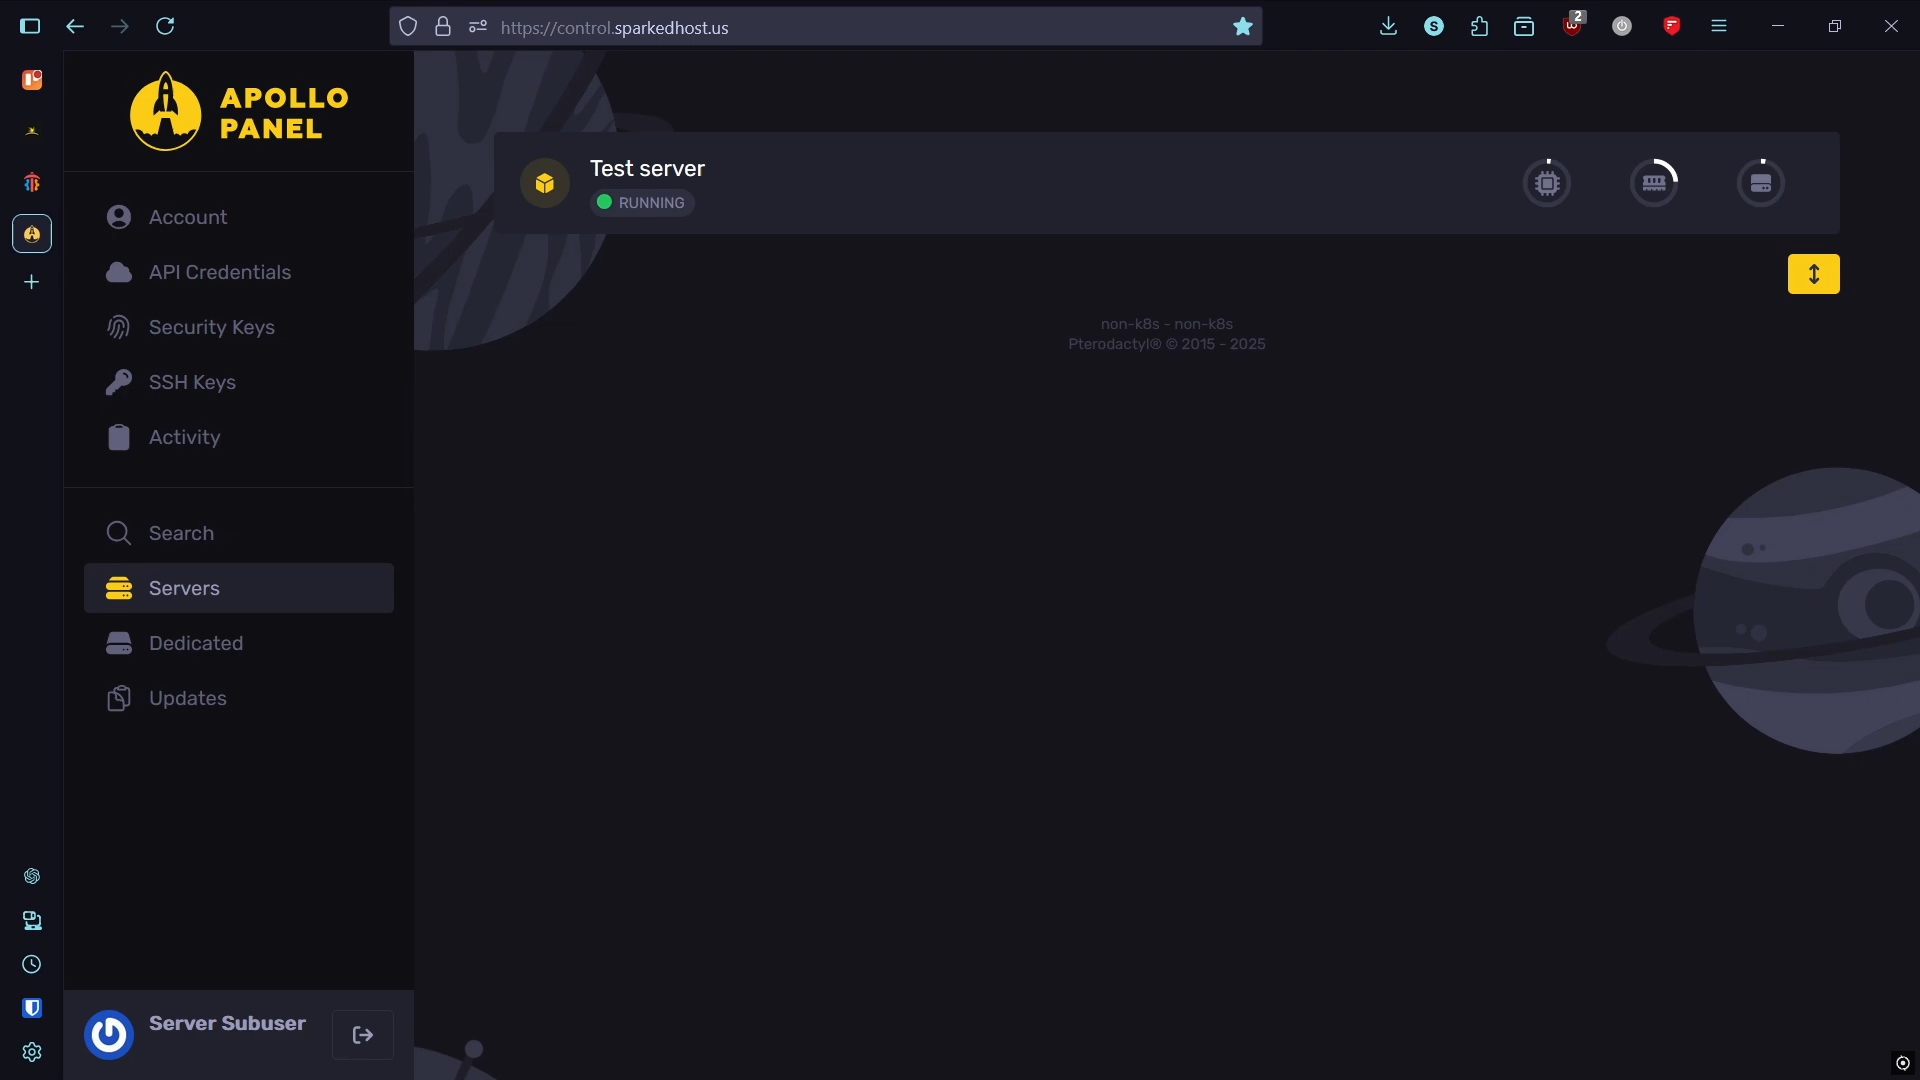 https://control.sparkedhost.us
2
APOLLO
PANEL
Account
API Credentials
Security Keys
SSH Keys
Activity
Search
Servers
Dedicated
Updates
Server Subuser
Test server
RUNNING
non-k8s - non-k8s
Pterodactyl® © 2015 - 2025